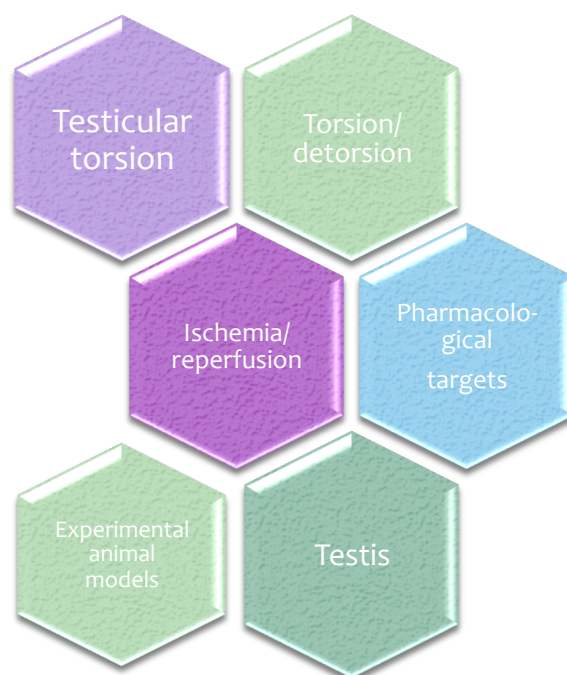 Testicular
torsion
Torsion/
detorsion
Ischemia/
reperfusion
Pharmacolo-
gical
targets
Experimental
animal
models
Testis